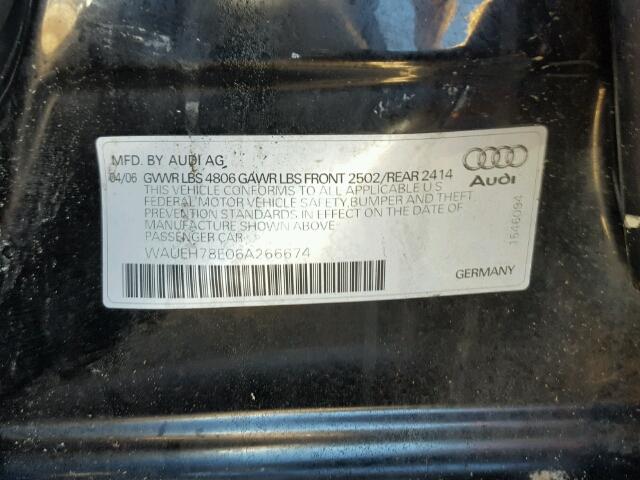 MFD. BY AUDI AG
04/06 GVWR LBS 4806 GAWR LBS FRONT 2502/REAR 2414
THIS VEHICLE CONFORMS TO ALL APPLICABLE U S
FEDERAL MOTOR VEHICLE SAFETY, BUMPER AND THEFT
PREVENTION STANDARDS IN EFFECT ON THE DATE OF
MANUFACTURE SHOWN ABOVE
PASSENGER CAR
WAUEH78E06A266674
Audi
1546094
GERMANY